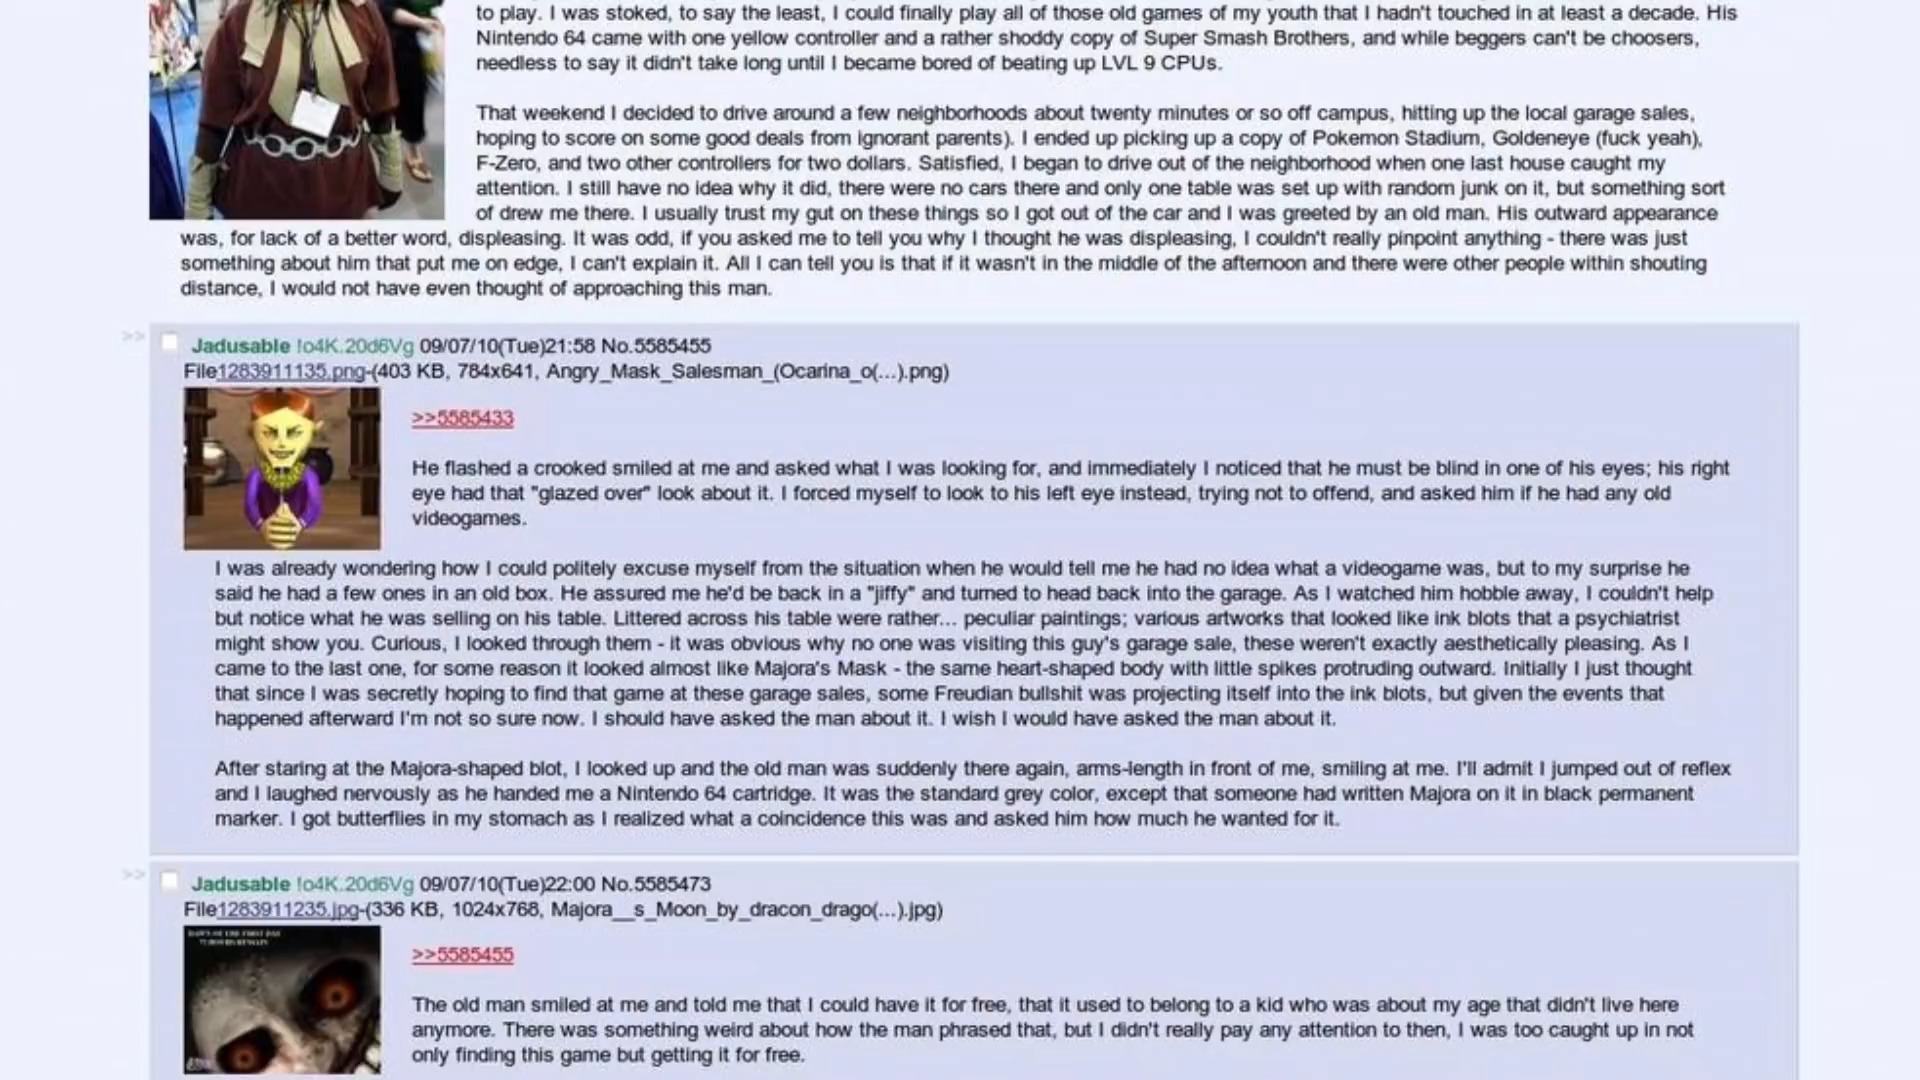 to play. I was stoked, to say the least, I could finally play all of those old games of my youth that I hadn't touched in at least a decade. His
Nintendo 64 came with one yellow controller and a rather shoddy copy of Super Smash Brothers, and while beggers can't be choosers,
needless to say it didn't take long until I became bored of beating up LVL 9 CPUs.
That weekend I decided to drive around a few neighborhoods about twenty minutes or so off campus, hitting up the local garage sales,
hoping to score on some good deals from ignorant parents). I ended up picking up a copy of Pokemon Stadium, Goldeneye (fuck yeah),
F-Zero, and two other controllers for two dollars. Satisfied, I began to drive out of the neighborhood when one last house caught my
attention. I still have no idea why it did, there were no cars there and only one table was set up with random junk on it, but something sort
of drew me there. I usually trust my gut on these things so I got out of the car and I was greeted by an old man. His outward appearance
was, for lack of a better word, displeasing. It was odd, if you asked me to tell you why I thought he was displeasing, I couldn't really pinpoint anything - there was just
something about him that put me on edge, I can't explain it. All I can tell you is that if it wasn't in the middle of the afternoon and there were other people within shouting
distance, I would not have even thought of approaching this man.
>> Jadusable !o4K.20d6Vg 09/07/10(Tue)21:58 No.5585455
File1283911135.png-(403 KB, 784x641, Angry_Mask_Salesman_(Ocarina_o(...).png)
>>5585433
He flashed a crooked smiled at me and asked what I was looking for, and immediately I noticed that he must be blind in one of his eyes; his right
eye had that "glazed over" look about it. I forced myself to look to his left eye instead, trying not to offend, and asked him if he had any old
videogames.
I was already wondering how I could politely excuse myself from the situation when he would tell me he had no idea what a videogame was, but to my surprise he
said he had a few ones in an old box. He assured me he'd be back in a "jiffy" and turned to head back into the garage. As I watched him hobble away, I couldn't help
but notice what he was selling on his table. Littered across his table were rather... peculiar paintings; various artworks that looked like ink blots that a psychiatrist
might show you. Curious, I looked through them - it was obvious why no one was visiting this guy's garage sale, these weren't exactly aesthetically pleasing. As I
came to the last one, for some reason it looked almost like Majora's Mask - the same heart-shaped body with little spikes protruding outward. Initially I just thought
that since I was secretly hoping to find that game at these garage sales, some Freudian bullshit was projecting itself into the ink blots, but given the events that
happened afterward I'm not so sure now. I should have asked the man about it. I wish I would have asked the man about it.
After staring at the Majora-shaped blot, I looked up and the old man was suddenly there again, arms-length in front of me, smiling at me. I'll admit I jumped out of reflex
and I laughed nervously as he handed me a Nintendo 64 cartridge. It was the standard grey color, except that someone had written Majora on it in black permanent
marker. I got butterflies in my stomach as I realized what a coincidence this was and asked him how much he wanted for it.
>> Jadusable !o4K.20d6Vg 09/07/10(Tue)22:00 No.5585473
File1283911235.jpg-(336 KB, 1024x768, Majora__s_Moon_by_dracon_drago(...).jpg)
DAWN OF THE FIRST DAY
72 HOURS REMAIN
>>5585455
The old man smiled at me and told me that I could have it for free, that it used to belong to a kid who was about my age that didn't live here
anymore. There was something weird about how the man phrased that, but I didn't really pay any attention to then, I was too caught up in not
only finding this game but getting it for free.